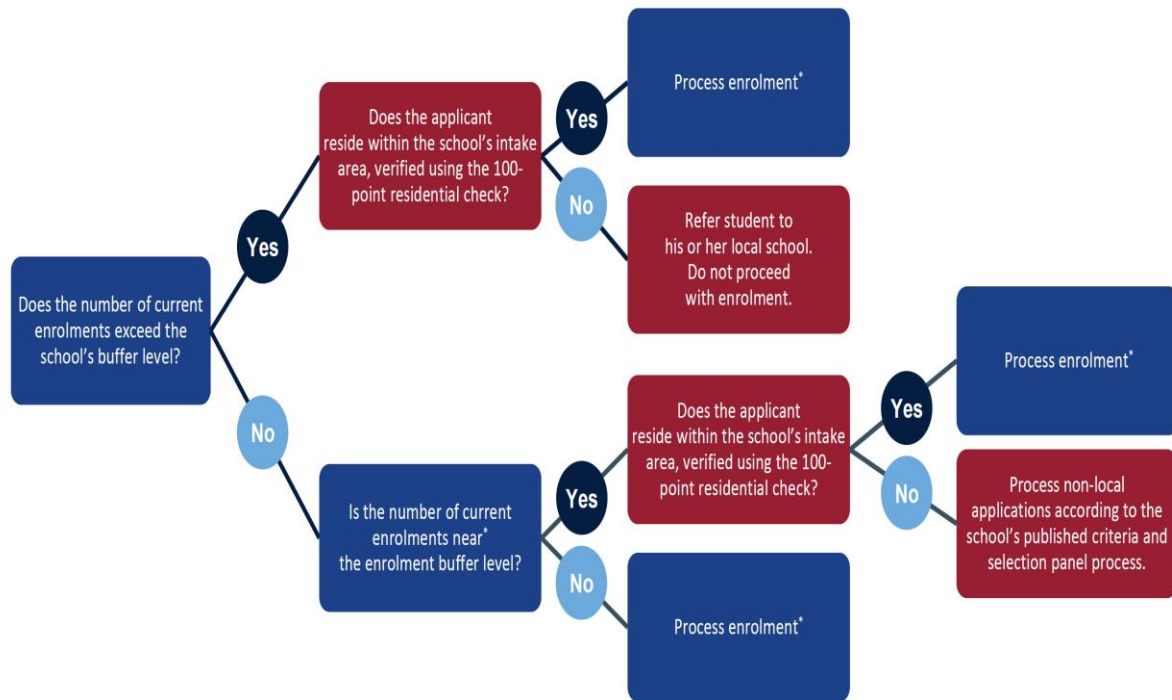 Does the number of current
enrolments exceed the
school's buffer level?
Yes
Does the applicant
reside within the school's intake
area, verified using the 100-
point residential check?
Yes
Process enrolment*
No
Refer student to
his or her local school.
Do not proceed
with enrolment.
No
Is the number of current
enrolments near*
the enrolment buffer level?
Yes
Does the applicant
reside within the school's intake
area, verified using the 100-
point residential check?
Yes
Process enrolment*
No
Process non-local
applications according to the
school's published criteria and
selection panel process.
No
Process enrolment*